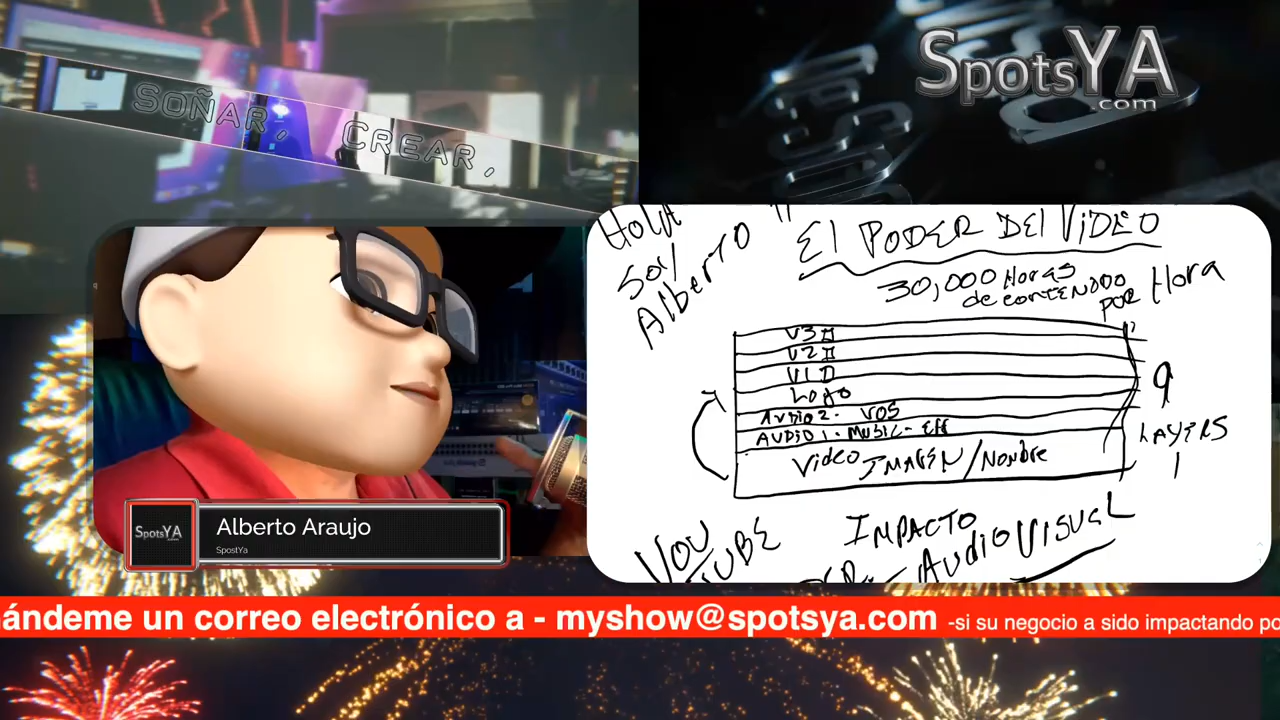 SOÑAR,
CREAR,
SpotsYA
.com
HOLA
Soy
Alberto
"El PODER DEl ViDEO
30,000 Horas
de contENIDO
por Hora
V3
V2
V1
Logo
Audio 2 - VOS
AUDIO 1 - Music - Eff
Video IMAGEN / Nombre
9
LAYERS
1
YOU
TUBE
IMPACTO
AUDIOVISUAL
SpotsYA
Alberto Araujo
SpostYa
ándeme un correo electrónico a - myshow@spotsya.com -si su negocio a sido impactando po